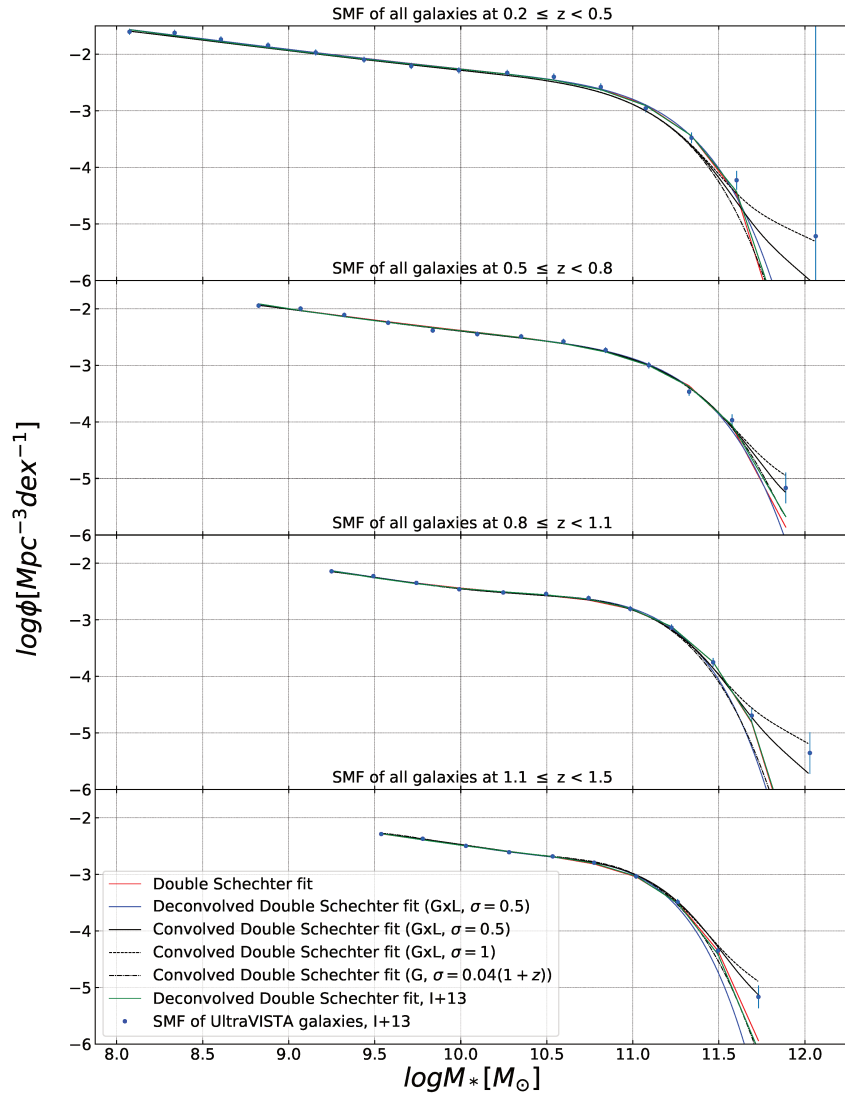 SMF of all galaxies at 0.2 ≤ z < 0.5
−2
−3
−4
−5
−6
SMF of all galaxies at 0.5 ≤ z < 0.8
−2
−3
−4
−5
−6
SMF of all galaxies at 0.8 ≤ z < 1.1
−2
−3
−4
−5
−6
SMF of all galaxies at 1.1 ≤ z < 1.5
−2
−3
−4
−5
−6
logϕ[Mpc⁻³dex⁻¹]
Double Schechter fit
Deconvolved Double Schechter fit (GxL, σ = 0.5)
Convolved Double Schechter fit (GxL, σ = 0.5)
Convolved Double Schechter fit (GxL, σ = 1)
Convolved Double Schechter fit (G, σ = 0.04(1 + z))
Deconvolved Double Schechter fit, I+13
SMF of UltraVISTA galaxies, I+13
8.0 8.5 9.0 9.5 10.0 10.5 11.0 11.5 12.0
logM*[M⊙]